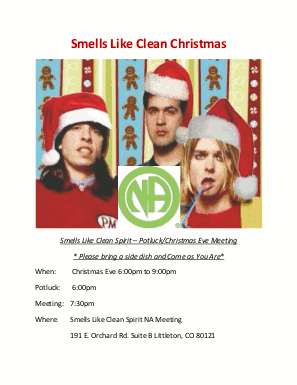 Smells Like Clean Christmas
PM
NA
Smells Like Clean Spirit – Potluck/Christmas Eve Meeting
* Please bring a side dish and Come as You Are*
When: Christmas Eve 6:00pm to 9:00pm
Potluck: 6:00pm
Meeting: 7:30pm
Where: Smells Like Clean Spirit NA Meeting
191 E. Orchard Rd. Suite B Littleton, CO 80121